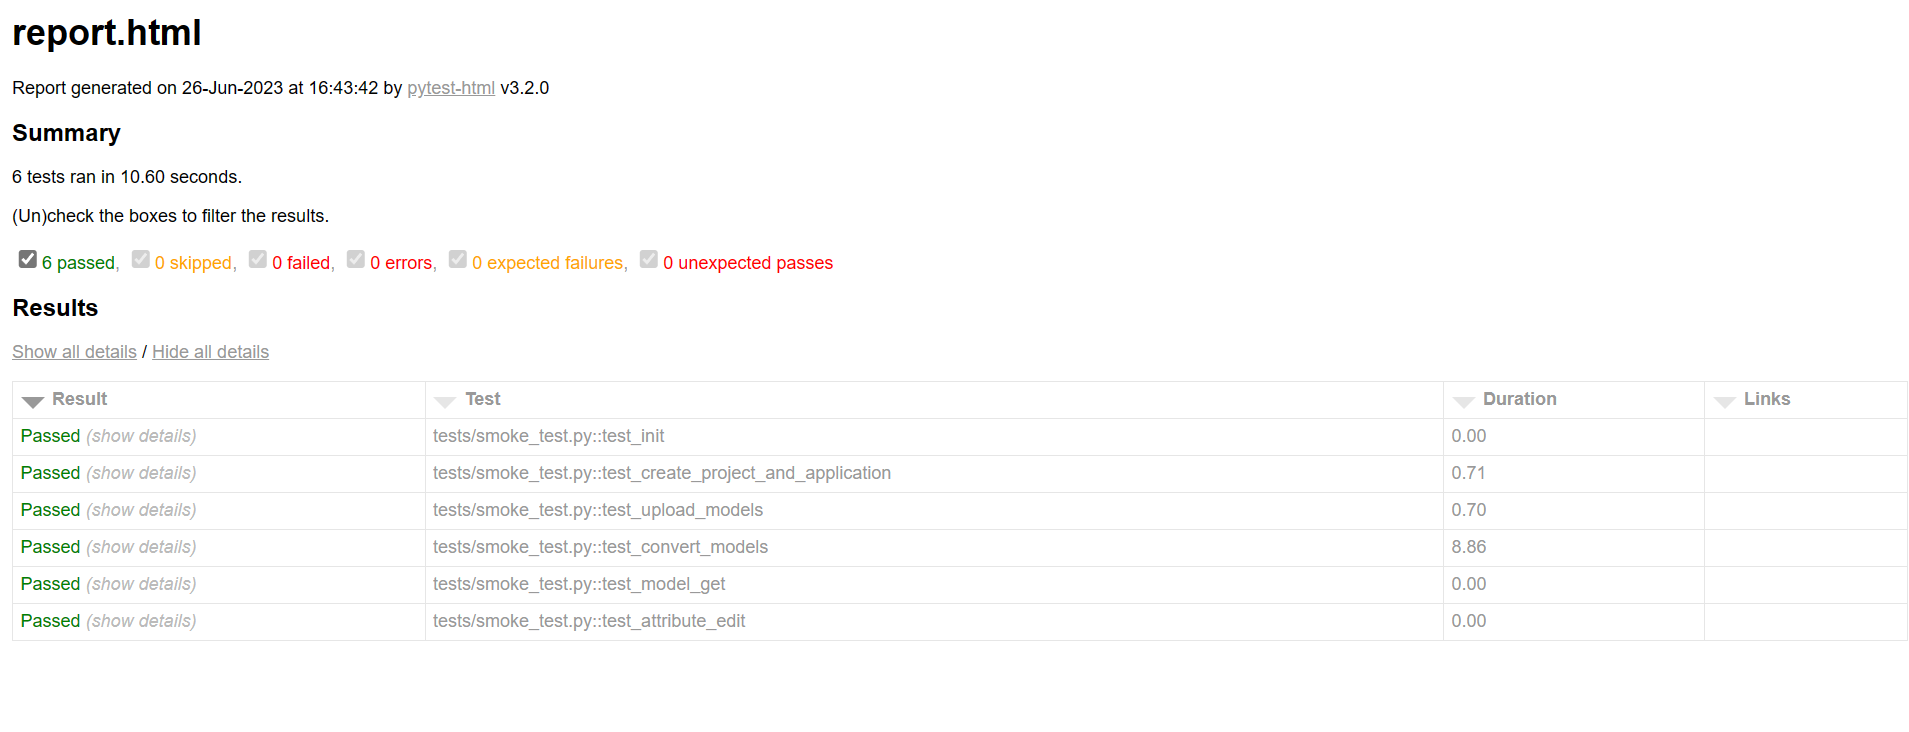 report.html
Report generated on 26-Jun-2023 at 16:43:42 by pytest-html v3.2.0
Summary
6 tests ran in 10.60 seconds.
(Un)check the boxes to filter the results.
6 passed, 0 skipped, 0 failed, 0 errors, 0 expected failures, 0 unexpected passes
Results
Show all details / Hide all details
Result Test Duration Links
Passed (show details) tests/smoke_test.py::test_init 0.00
Passed (show details) tests/smoke_test.py::test_create_project_and_application 0.71
Passed (show details) tests/smoke_test.py::test_upload_models 0.70
Passed (show details) tests/smoke_test.py::test_convert_models 8.86
Passed (show details) tests/smoke_test.py::test_model_get 0.00
Passed (show details) tests/smoke_test.py::test_attribute_edit 0.00